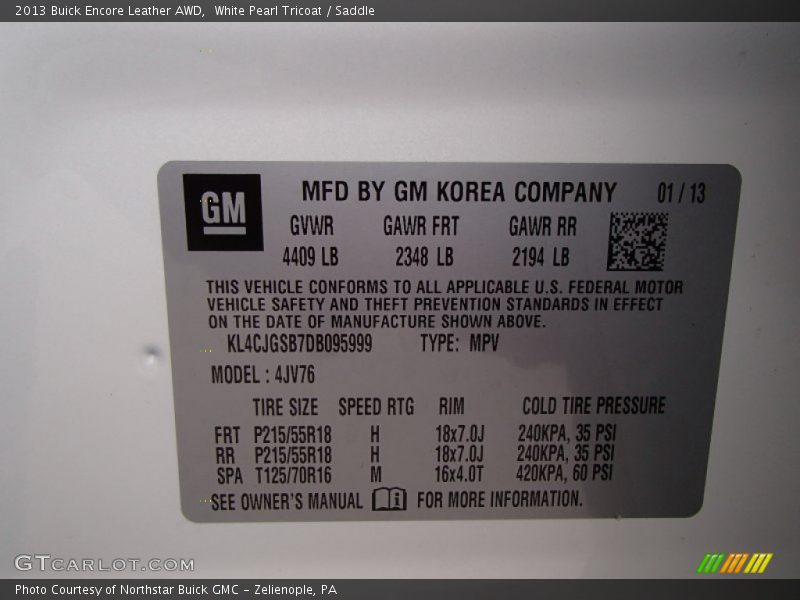 2013 Buick Encore Leather AWD,  White Pearl Tricoat / Saddle
GM
MFD BY GM KOREA COMPANY 01 / 13
GVWR GAWR FRT GAWR RR
4409 LB 2348 LB 2194 LB
THIS VEHICLE CONFORMS TO ALL APPLICABLE U.S. FEDERAL MOTOR
VEHICLE SAFETY AND THEFT PREVENTION STANDARDS IN EFFECT
ON THE DATE OF MANUFACTURE SHOWN ABOVE.
KL4CJGSB7DB095999 TYPE: MPV
MODEL : 4JV76
TIRE SIZE SPEED RTG RIM COLD TIRE PRESSURE
FRT P215/55R18 H 18x7.0J 240KPA, 35 PSI
RR P215/55R18 H 18x7.0J 240KPA, 35 PSI
SPA T125/70R16 M 16x4.0T 420KPA, 60 PSI
SEE OWNER'S MANUAL FOR MORE INFORMATION.
GTCARLOT.COM
Photo Courtesy of Northstar Buick GMC - Zelienople, PA